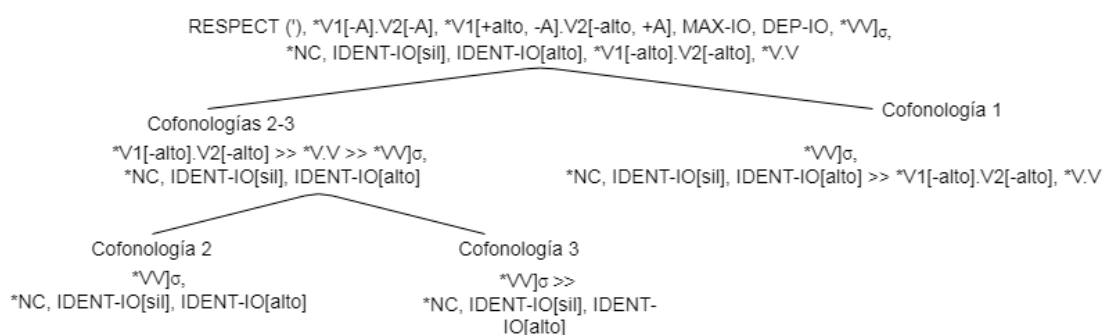 RESPECT ('), *V1[-A].V2[-A], *V1[+alto, -A].V2[-alto, +A], MAX-IO, DEP-IO, *VV]σ,
*NC, IDENT-IO[sil], IDENT-IO[alto], *V1[-alto].V2[-alto], *V.V
Cofonologías 2-3
*V1[-alto].V2[-alto] >> *V.V >> *VV]σ,
*NC, IDENT-IO[sil], IDENT-IO[alto]
Cofonología 1
*VV]σ,
*NC, IDENT-IO[sil], IDENT-IO[alto] >> *V1[-alto].V2[-alto], *V.V
Cofonología 2
*VV]σ,
*NC, IDENT-IO[sil], IDENT-IO[alto]
Cofonología 3
*VV]σ >>
*NC, IDENT-IO[sil], IDENT-
IO[alto]